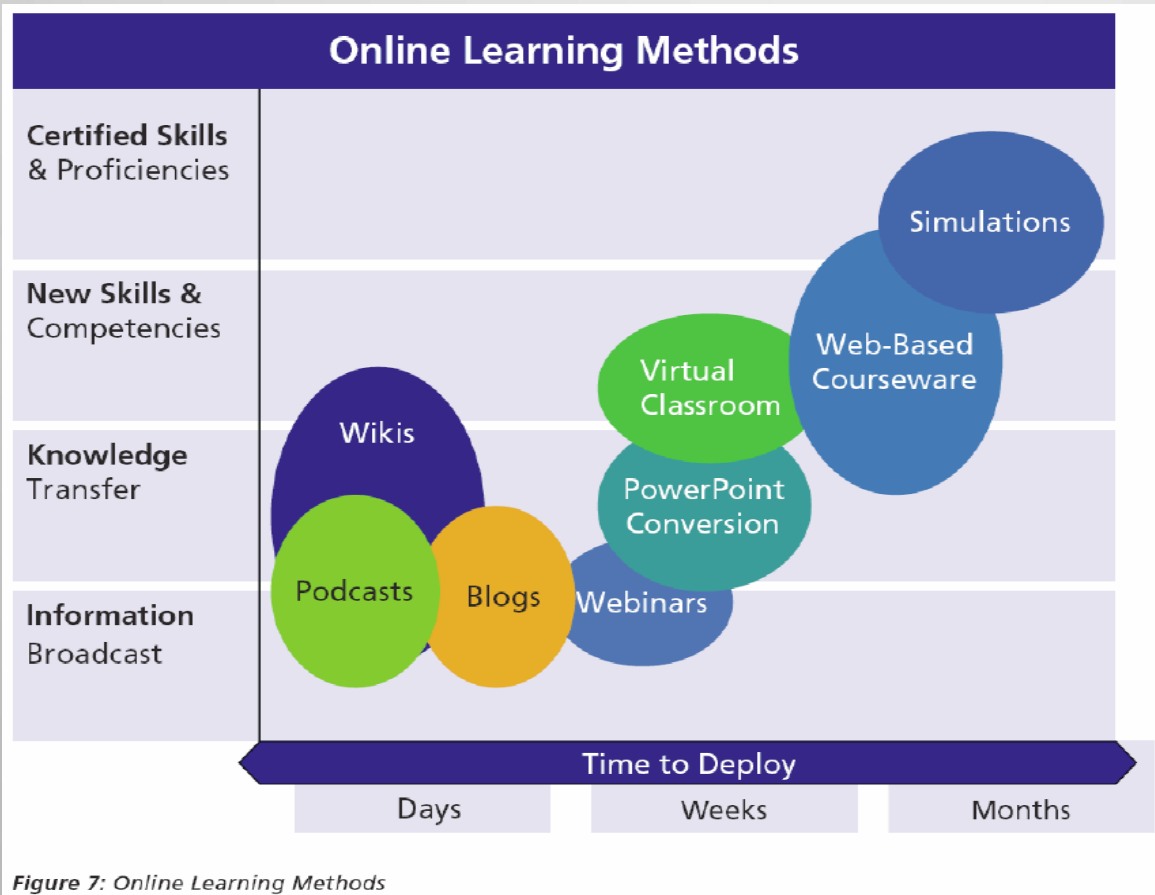 Online Learning Methods
Certified Skills
& Proficiencies
Simulations
New Skills &
Competencies
Web-Based
Courseware
Virtual
Classroom
Wikis
Knowledge
Transfer
PowerPoint
Conversion
Podcasts
Blogs
Webinars
Information
Broadcast
Time to Deploy
Days
Weeks
Months
Figure 7: Online Learning Methods